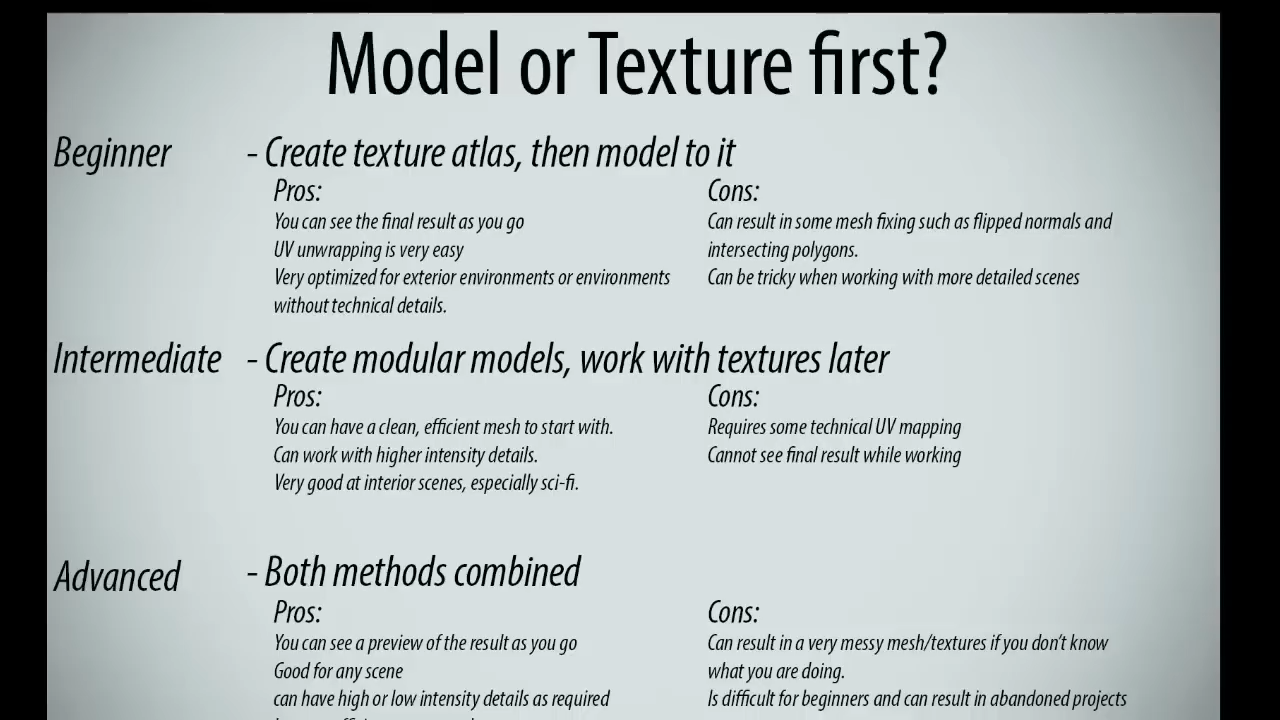 Model or Texture first?
Beginner - Create texture atlas, then model to it
Pros:
You can see the final result as you go
UV unwrapping is very easy
Very optimized for exterior environments or environments
without technical details.
Cons:
Can result in some mesh fixing such as flipped normals and
intersecting polygons.
Can be tricky when working with more detailed scenes
Intermediate - Create modular models, work with textures later
Pros:
You can have a clean, efficient mesh to start with.
Can work with higher intensity details.
Very good at interior scenes, especially sci-fi.
Cons:
Requires some technical UV mapping
Cannot see final result while working
Advanced - Both methods combined
Pros:
You can see a preview of the result as you go
Good for any scene
can have high or low intensity details as required
Cons:
Can result in a very messy mesh/textures if you don't know
what you are doing.
Is difficult for beginners and can result in abandoned projects